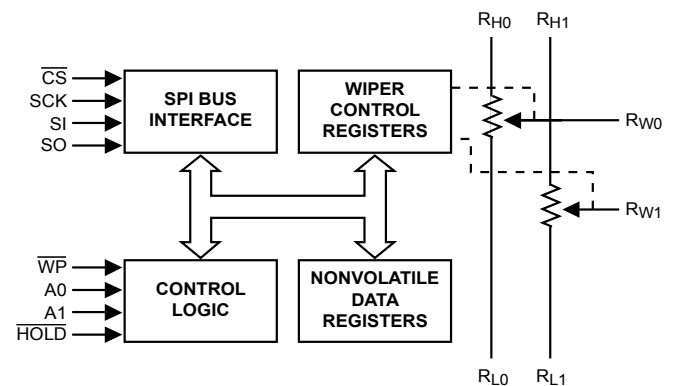 RH0 RH1
CS
SCK
SI
SO
SPI BUS
INTERFACE
WIPER
CONTROL
REGISTERS
RW0
RW1
WP
A0
A1
HOLD
CONTROL
LOGIC
NONVOLATILE
DATA
REGISTERS
RL0 RL1